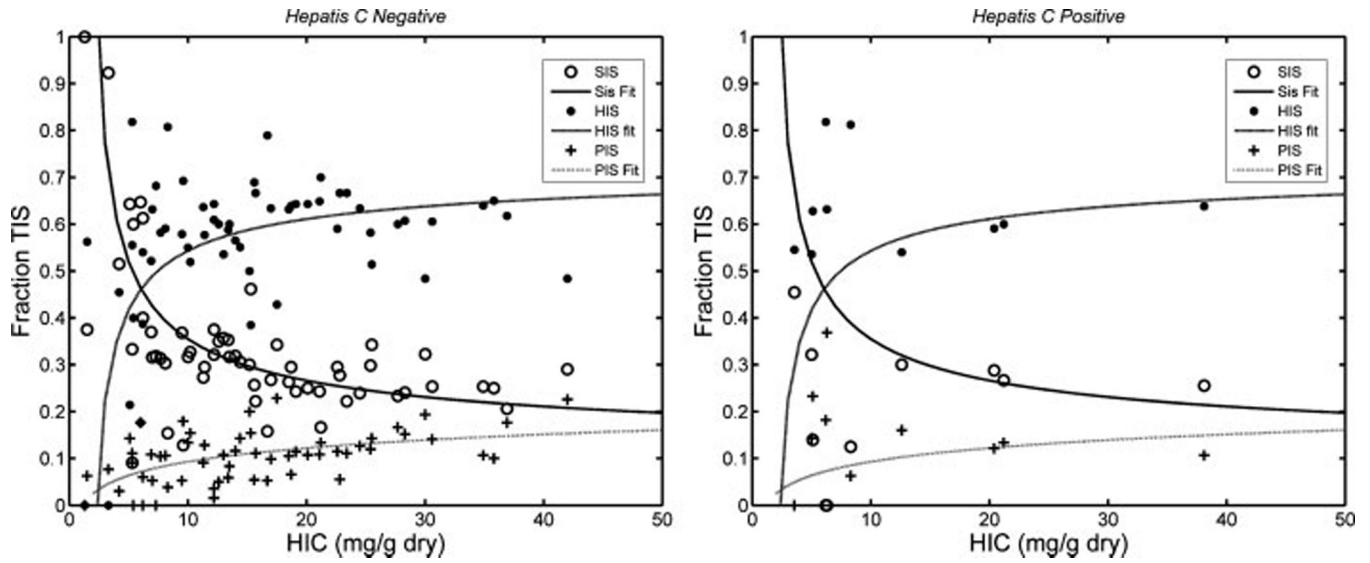 Hepatis C Negative
1
0.9
0.8
0.7
0.6
0.5
0.4
0.3
0.2
0.1
0
Fraction TIS
SIS
Sis Fit
HIS
HIS fit
PIS
PIS Fit
0 10 20 30 40 50
HIC (mg/g dry)
Hepatis C Positive
1
0.9
0.8
0.7
0.6
0.5
0.4
0.3
0.2
0.1
0
Fraction TIS
SIS
Sis Fit
HIS
HIS fit
PIS
PIS Fit
0 10 20 30 40 50
HIC (mg/g dry)